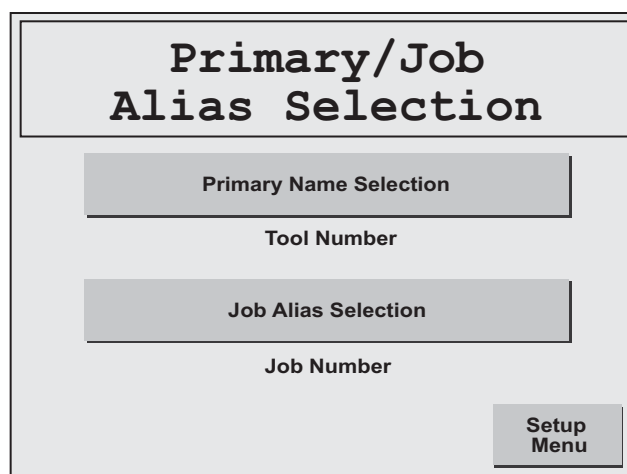 Primary/Job
Alias Selection
Primary Name Selection
Tool Number
Job Alias Selection
Job Number
Setup
Menu